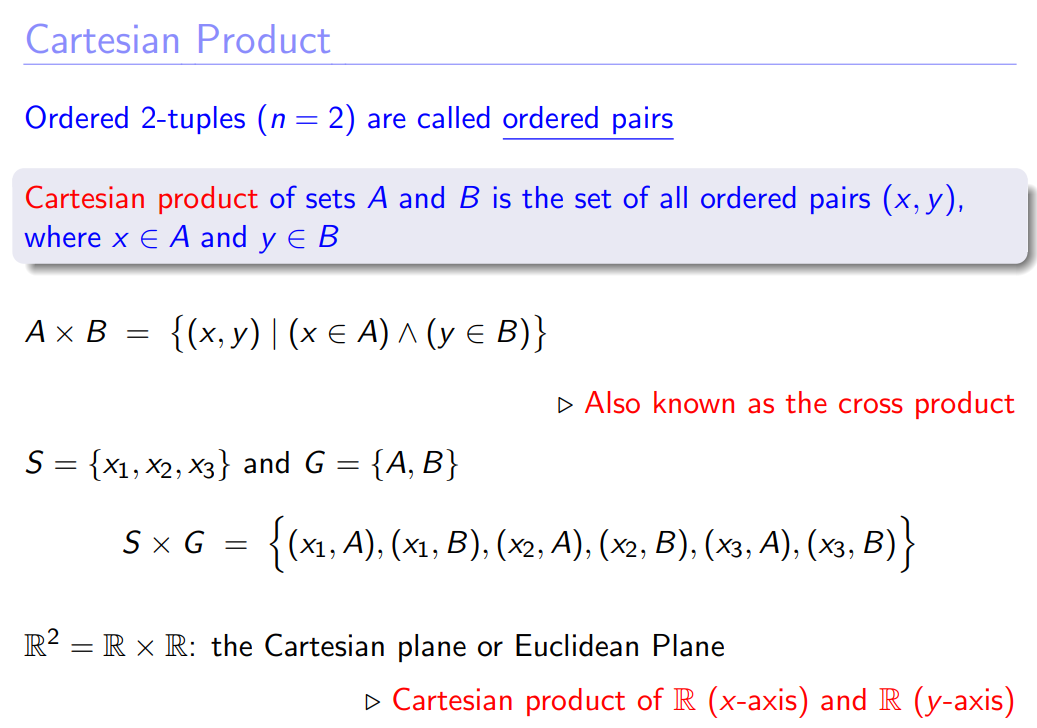 Cartesian Product
Ordered 2-tuples (n = 2) are called ordered pairs
Cartesian product of sets A and B is the set of all ordered pairs (x, y),
where x ∈ A and y ∈ B
A × B = {(x, y) | (x ∈ A) ∧ (y ∈ B)}
▷ Also known as the cross product
S = {x₁, x₂, x₃} and G = {A, B}
S × G = {(x₁, A), (x₁, B), (x₂, A), (x₂, B), (x₃, A), (x₃, B)}
ℝ² = ℝ × ℝ: the Cartesian plane or Euclidean Plane
▷ Cartesian product of ℝ (x-axis) and ℝ (y-axis)